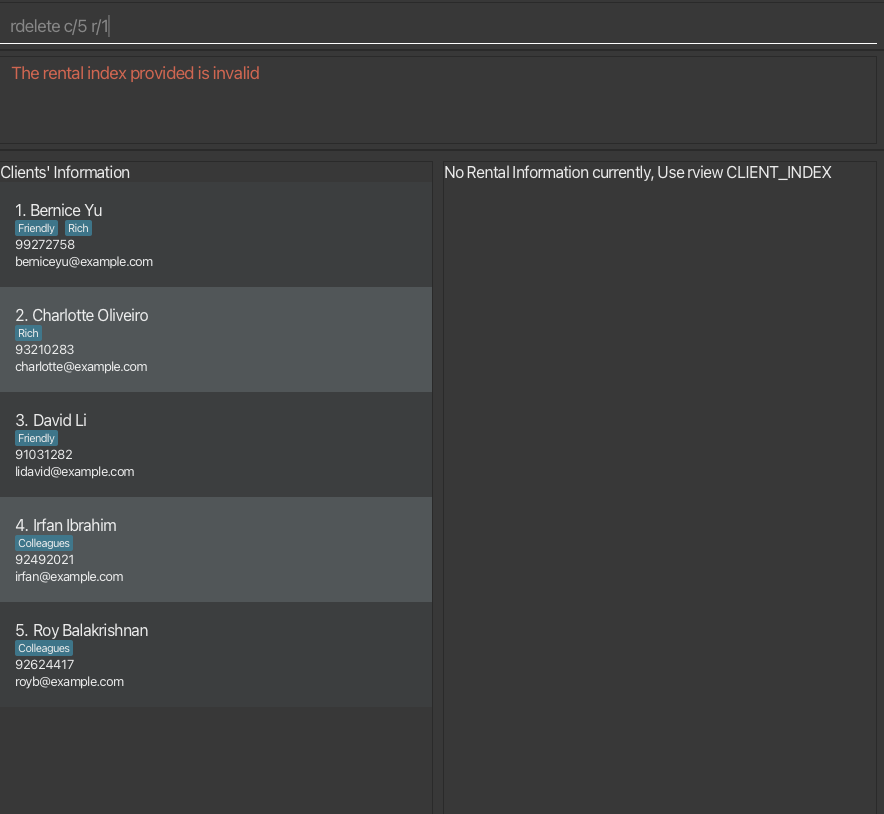 rdelete c/5 r/1
The rental index provided is invalid
Clients' Information
1. Bernice Yu
Friendly Rich
99272758
berniceyu@example.com
2. Charlotte Oliveiro
Rich
93210283
charlotte@example.com
3. David Li
Friendly
91031282
lidavid@example.com
4. Irfan Ibrahim
Colleagues
92492021
irfan@example.com
5. Roy Balakrishnan
Colleagues
92624417
royb@example.com
No Rental Information currently, Use rview CLIENT_INDEX